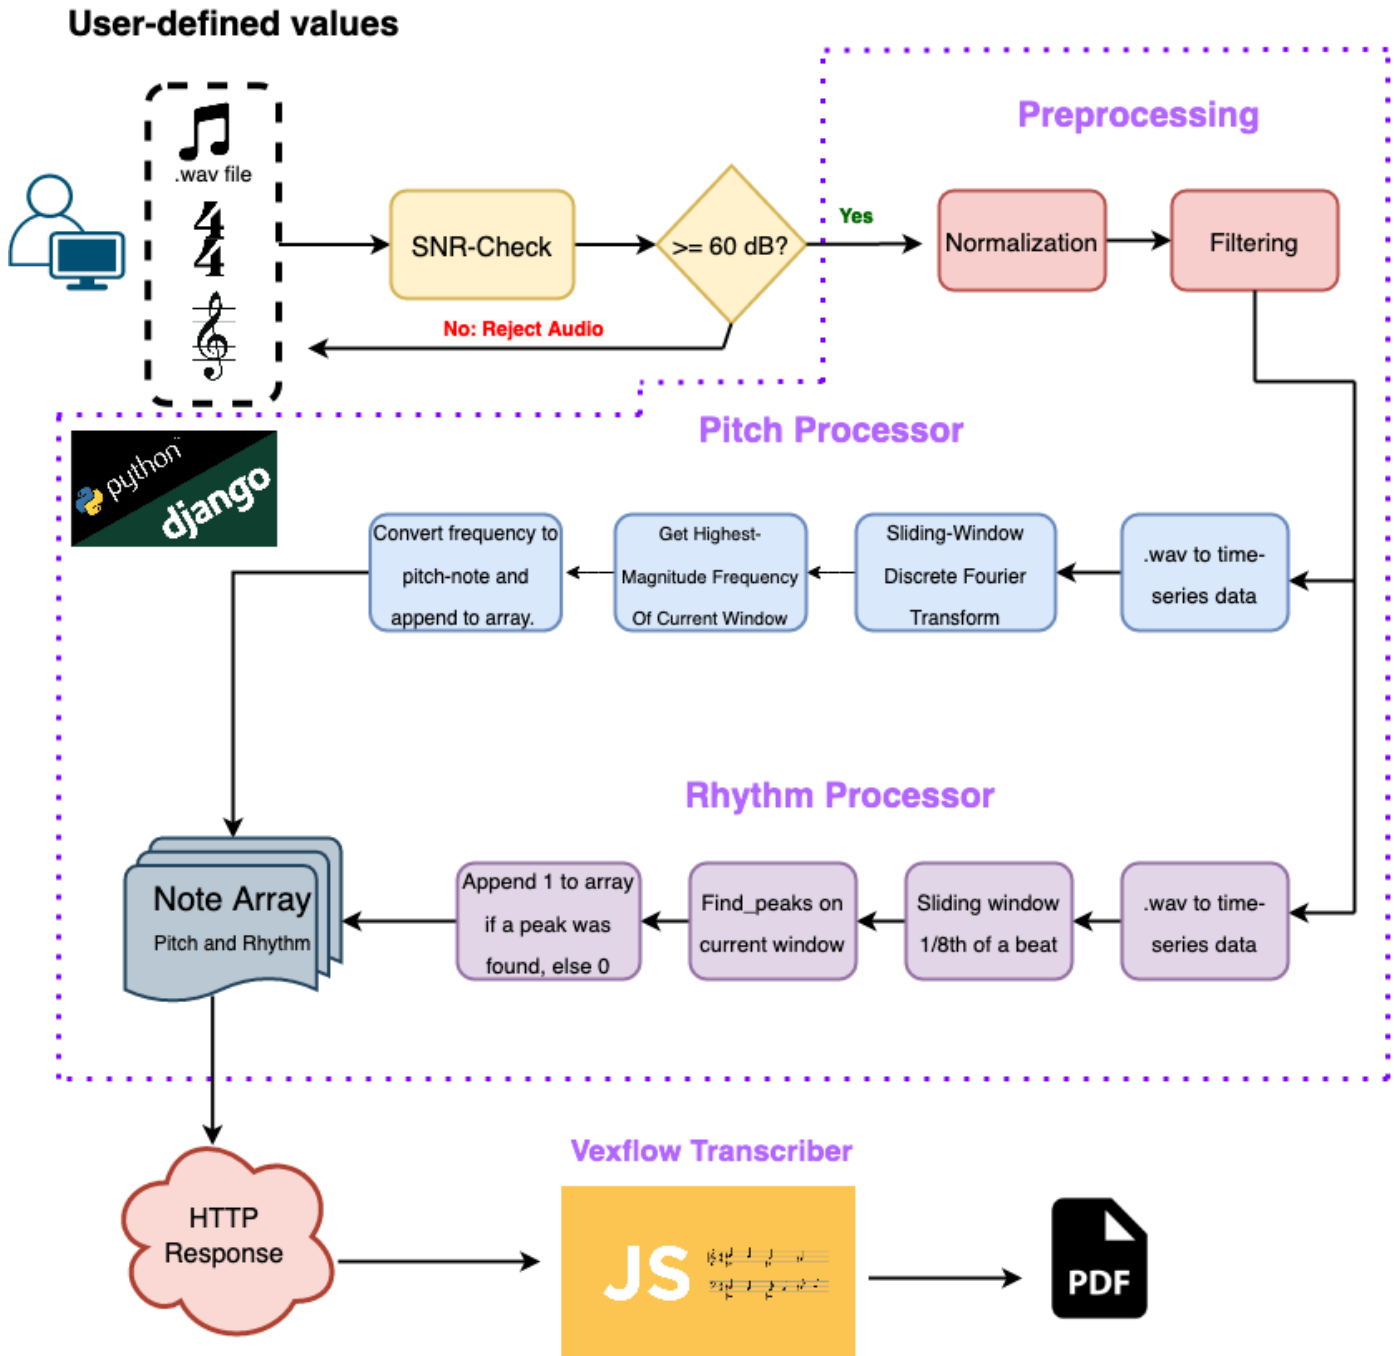 User-defined values
.wav file
4
4
SNR-Check
>= 60 dB?
Yes
No: Reject Audio
Preprocessing
Normalization
Filtering
Pitch Processor
python
django
Convert frequency to
pitch-note and
append to array.
Get Highest-
Magnitude Frequency
Of Current Window
Sliding-Window
Discrete Fourier
Transform
.wav to time-
series data
Rhythm Processor
Note Array
Pitch and Rhythm
Append 1 to array
if a peak was
found, else 0
Find_peaks on
current window
Sliding window
1/8th of a beat
.wav to time-
series data
HTTP
Response
Vexflow Transcriber
JS
PDF